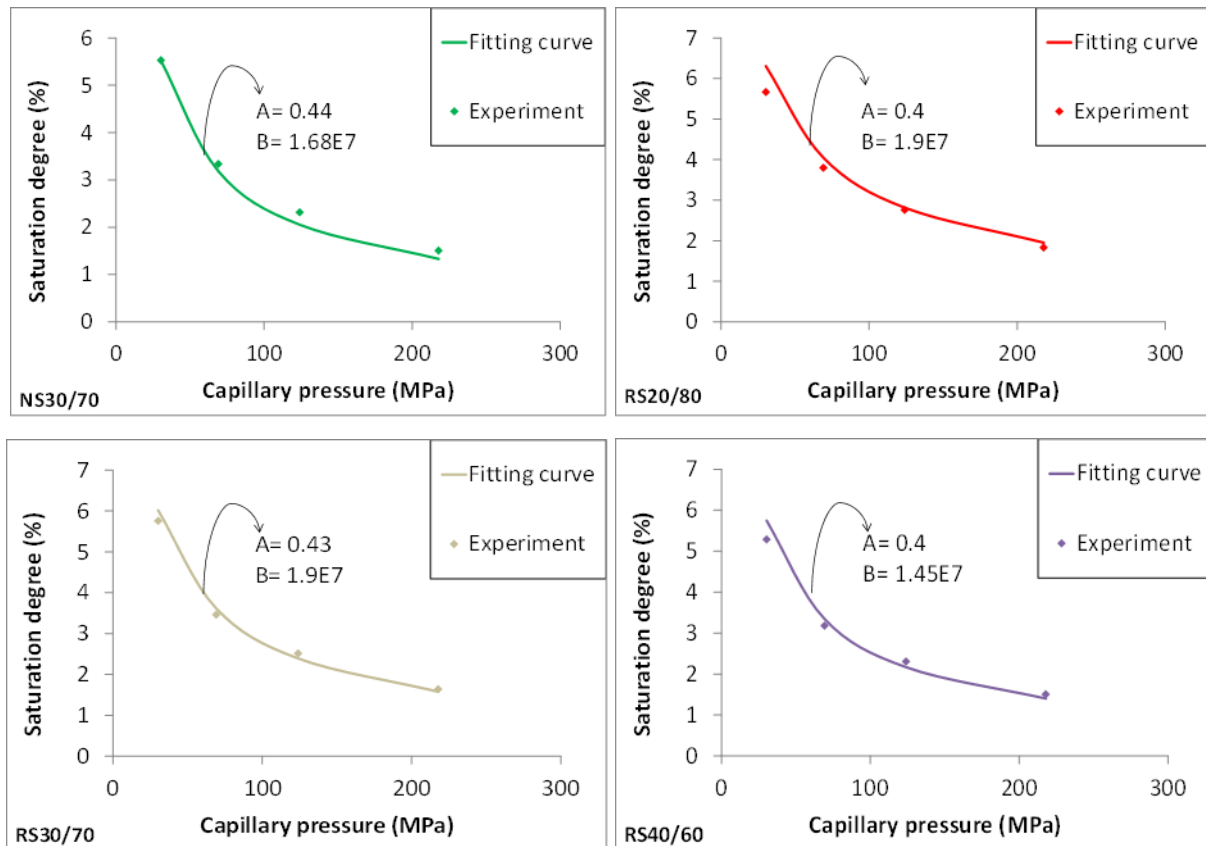 6
5
4
3
2
1
0
Saturation degree (%)
Fitting curve
Experiment
A= 0.44
B= 1.68E7
0
100
200
300
Capillary pressure (MPa)
NS30/70
7
6
5
4
3
2
1
0
Saturation degree (%)
Fitting curve
Experiment
A= 0.4
B= 1.9E7
0
100
200
300
Capillary pressure (MPa)
RS20/80
7
6
5
4
3
2
1
0
Saturation degree (%)
Fitting curve
Experiment
A= 0.43
B= 1.9E7
0
100
200
300
Capillary pressure (MPa)
RS30/70
7
6
5
4
3
2
1
0
Saturation degree (%)
Fitting curve
Experiment
A= 0.4
B= 1.45E7
0
100
200
300
Capillary pressure (MPa)
RS40/60